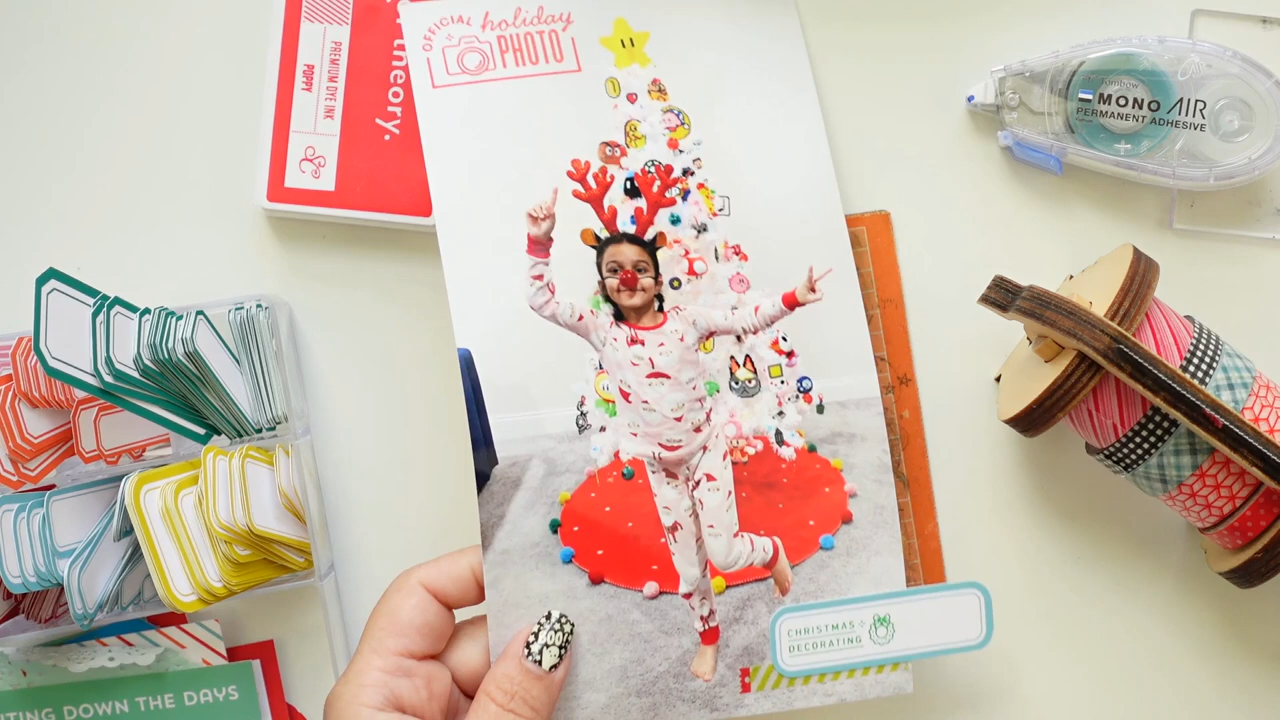 OFFICIAL holiday
PHOTO
PREMIUM DYE INK
POPPY
theory.
Tombow
MONO AIR
PERMANENT ADHESIVE
BOO!
CHRISTMAS
DECORATING
TING DOWN THE DAYS